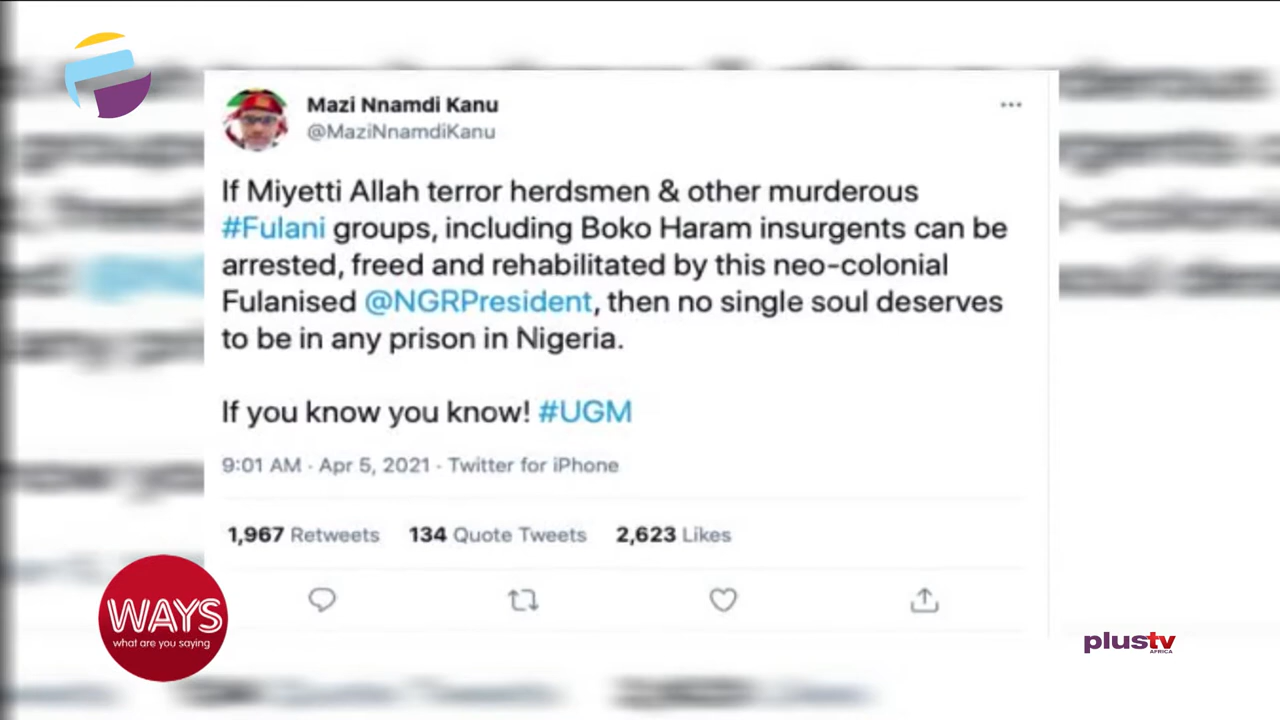 Mazi Nnamdi Kanu
@MaziNnamdiKanu
If Miyetti Allah terror herdsmen & other murderous
#Fulani groups, including Boko Haram insurgents can be
arrested, freed and rehabilitated by this neo-colonial
Fulanised @NGRPresident, then no single soul deserves
to be in any prison in Nigeria.
If you know you know! #UGM
9:01 AM · Apr 5, 2021 · Twitter for iPhone
1,967 Retweets 134 Quote Tweets 2,623 Likes
WAYS
what are you saying
plustv
AFRICA